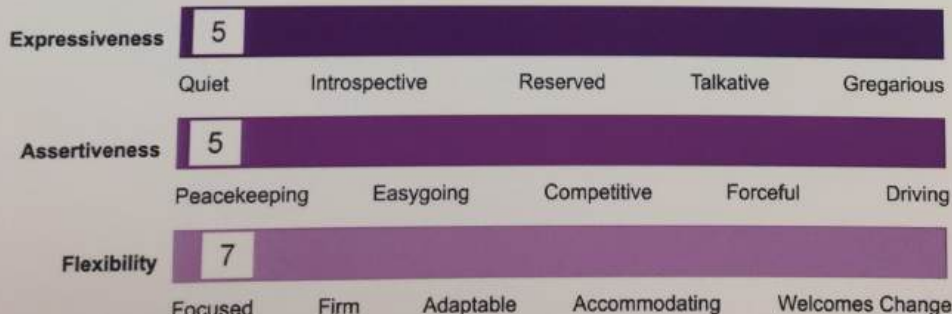 Expressiveness 5
Quiet Introspective Reserved Talkative Gregarious
Assertiveness 5
Peacekeeping Easygoing Competitive Forceful Driving
Flexibility 7
Focused Firm Adaptable Accommodating Welcomes Change